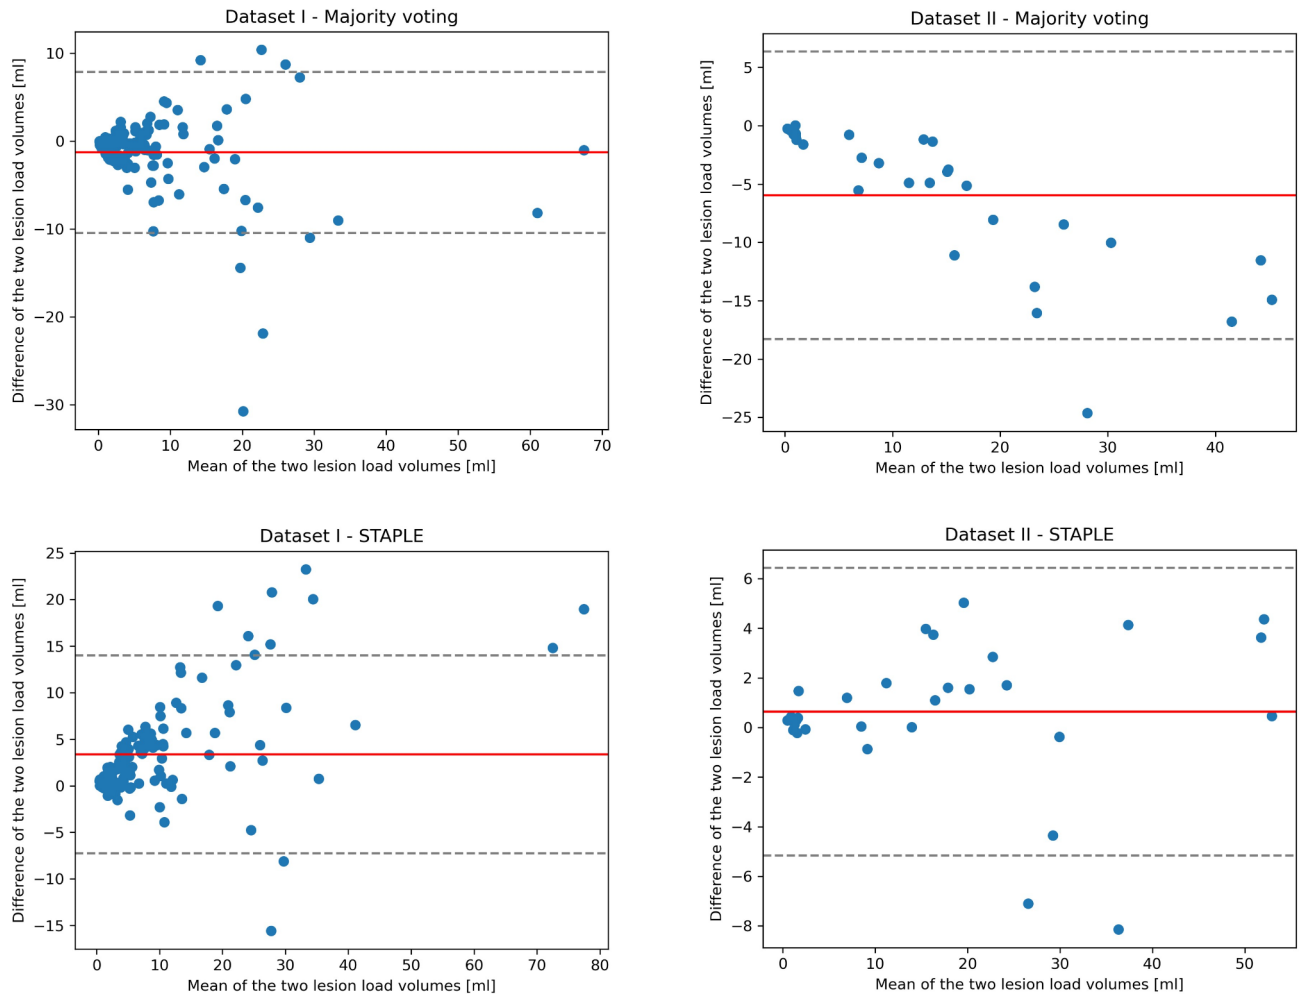 Dataset I - Majority voting
Difference of the two lesion load volumes [ml]
10
0
−10
−20
−30
0 10 20 30 40 50 60 70
Mean of the two lesion load volumes [ml]
Dataset II - Majority voting
Difference of the two lesion load volumes [ml]
5
0
−5
−10
−15
−20
−25
0 10 20 30 40
Mean of the two lesion load volumes [ml]
Dataset I - STAPLE
Difference of the two lesion load volumes [ml]
25
20
15
10
5
0
−5
−10
−15
0 10 20 30 40 50 60 70 80
Mean of the two lesion load volumes [ml]
Dataset II - STAPLE
Difference of the two lesion load volumes [ml]
6
4
2
0
−2
−4
−6
−8
0 10 20 30 40 50
Mean of the two lesion load volumes [ml]